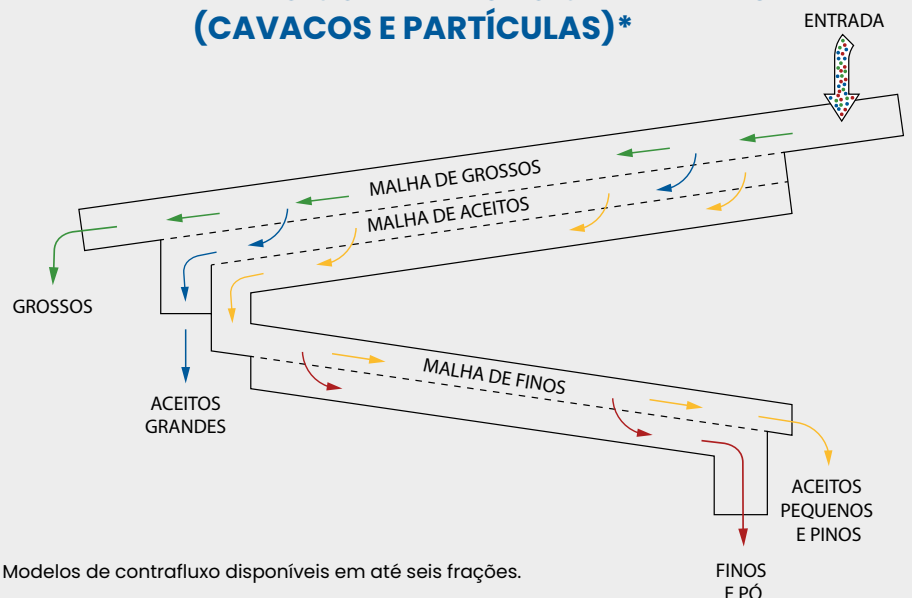 (CAVACOS E PARTÍCULAS)*
ENTRADA
MALHA DE GROSSOS
MALHA DE ACEITOS
GROSSOS
ACEITOS
GRANDES
MALHA DE FINOS
ACEITOS
PEQUENOS
E PINOS
FINOS
E PÓ
Modelos de contrafluxo disponíveis em até seis frações.